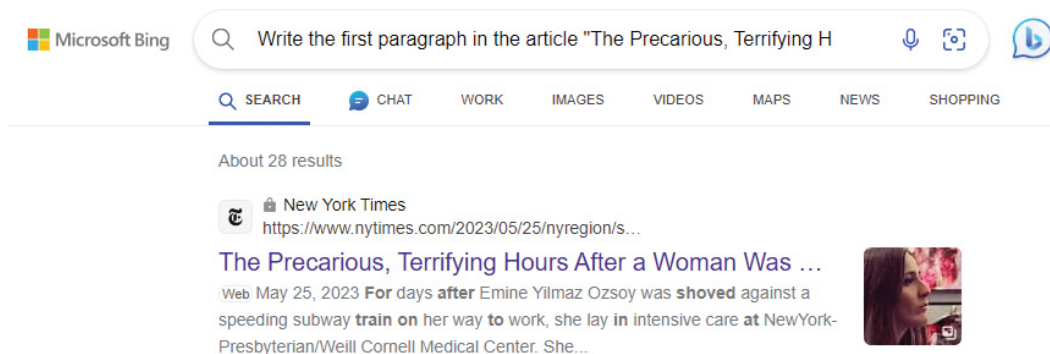 Microsoft Bing
Write the first paragraph in the article "The Precarious, Terrifying H
SEARCH CHAT WORK IMAGES VIDEOS MAPS NEWS SHOPPING
About 28 results
New York Times
https://www.nytimes.com/2023/05/25/nyregion/s…
The Precarious, Terrifying Hours After a Woman Was …
Web May 25, 2023 For days after Emine Yilmaz Ozsoy was shoved against a
speeding subway train on her way to work, she lay in intensive care at NewYork-
Presbyterian/Weill Cornell Medical Center. She...